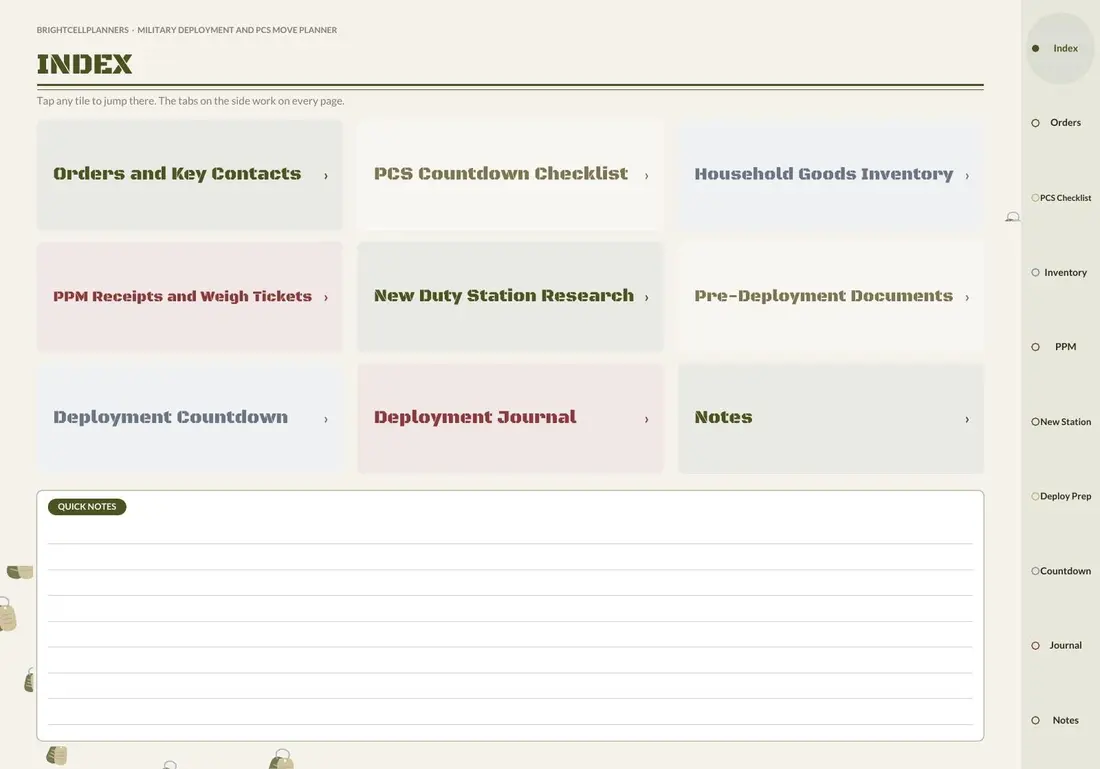 BRIGHTCELLPLANNERS - MILITARY DEPLOYMENT AND PCS MOVE PLANNER
INDEX
Tap any tile to jump there. The tabs on the side work on every page.
Orders and Key Contacts ›
PCS Countdown Checklist ›
Household Goods Inventory ›
PPM Receipts and Weigh Tickets ›
New Duty Station Research ›
Pre-Deployment Documents ›
Deployment Countdown ›
Deployment Journal ›
Notes ›
QUICK NOTES
Index
Orders
PCS Checklist
Inventory
PPM
New Station
Deploy Prep
Countdown
Journal
Notes